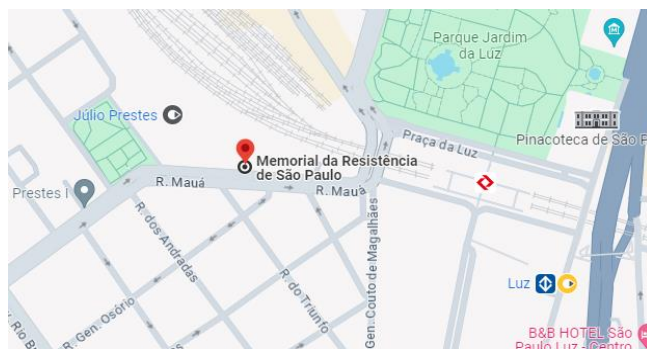 Parque Jardim
da Luz
Júlio Prestes
Praça da Luz
Pinacoteca de São P
Memorial da Resistência
de São Paulo
R. Mauá
R. Mauá
Prestes I
R. dos Andradas
Gen. Couto de Magalhães
R. do Triunfo
Luz
R. Gen. Osório
Rio B
B&B HOTEL São
Paulo Luz - Centro